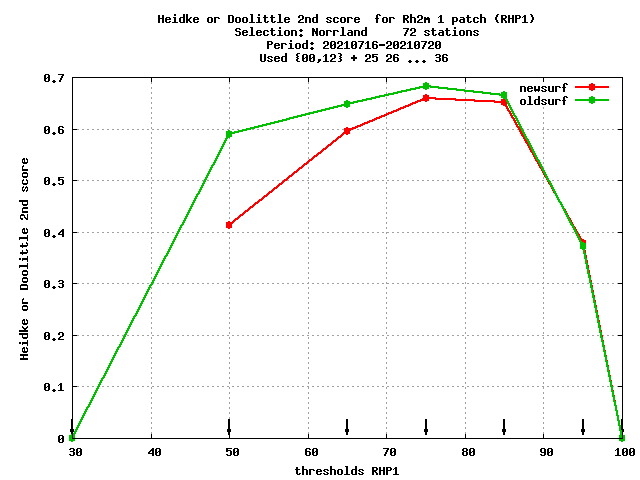 Heidke or Doolittle 2nd score  for Rh2m 1 patch (RHP1)
Selection: Norrland     72 stations
Period: 20210716-20210720
Used {00,12} + 25 26 ... 36
newsurf
oldsurf
Heidke or Doolittle 2nd score
0.7
0.6
0.5
0.4
0.3
0.2
0.1
0
30 40 50 60 70 80 90 100
thresholds RHP1